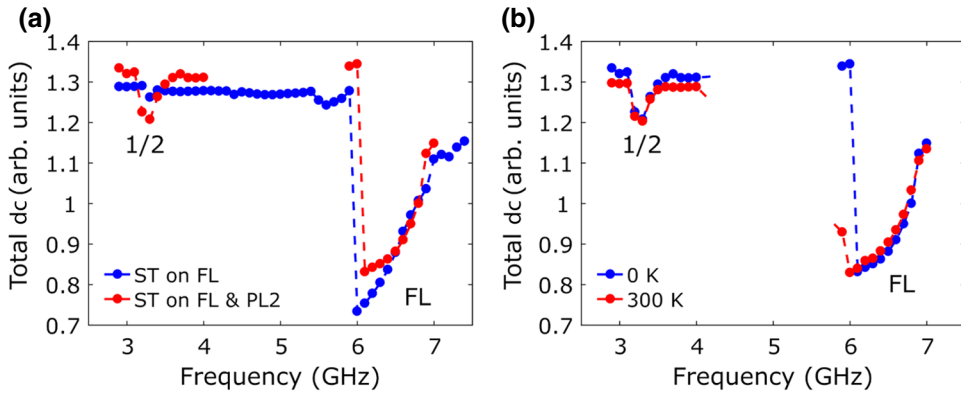 (a)
Total dc (arb. units)
1.4
1.3
1.2
1.1
1
0.9
0.8
0.7
1/2
FL
ST on FL
ST on FL & PL2
3
4
5
6
7
Frequency (GHz)
(b)
Total dc (arb. units)
1.4
1.3
1.2
1.1
1
0.9
0.8
0.7
1/2
FL
0 K
300 K
3
4
5
6
7
Frequency (GHz)